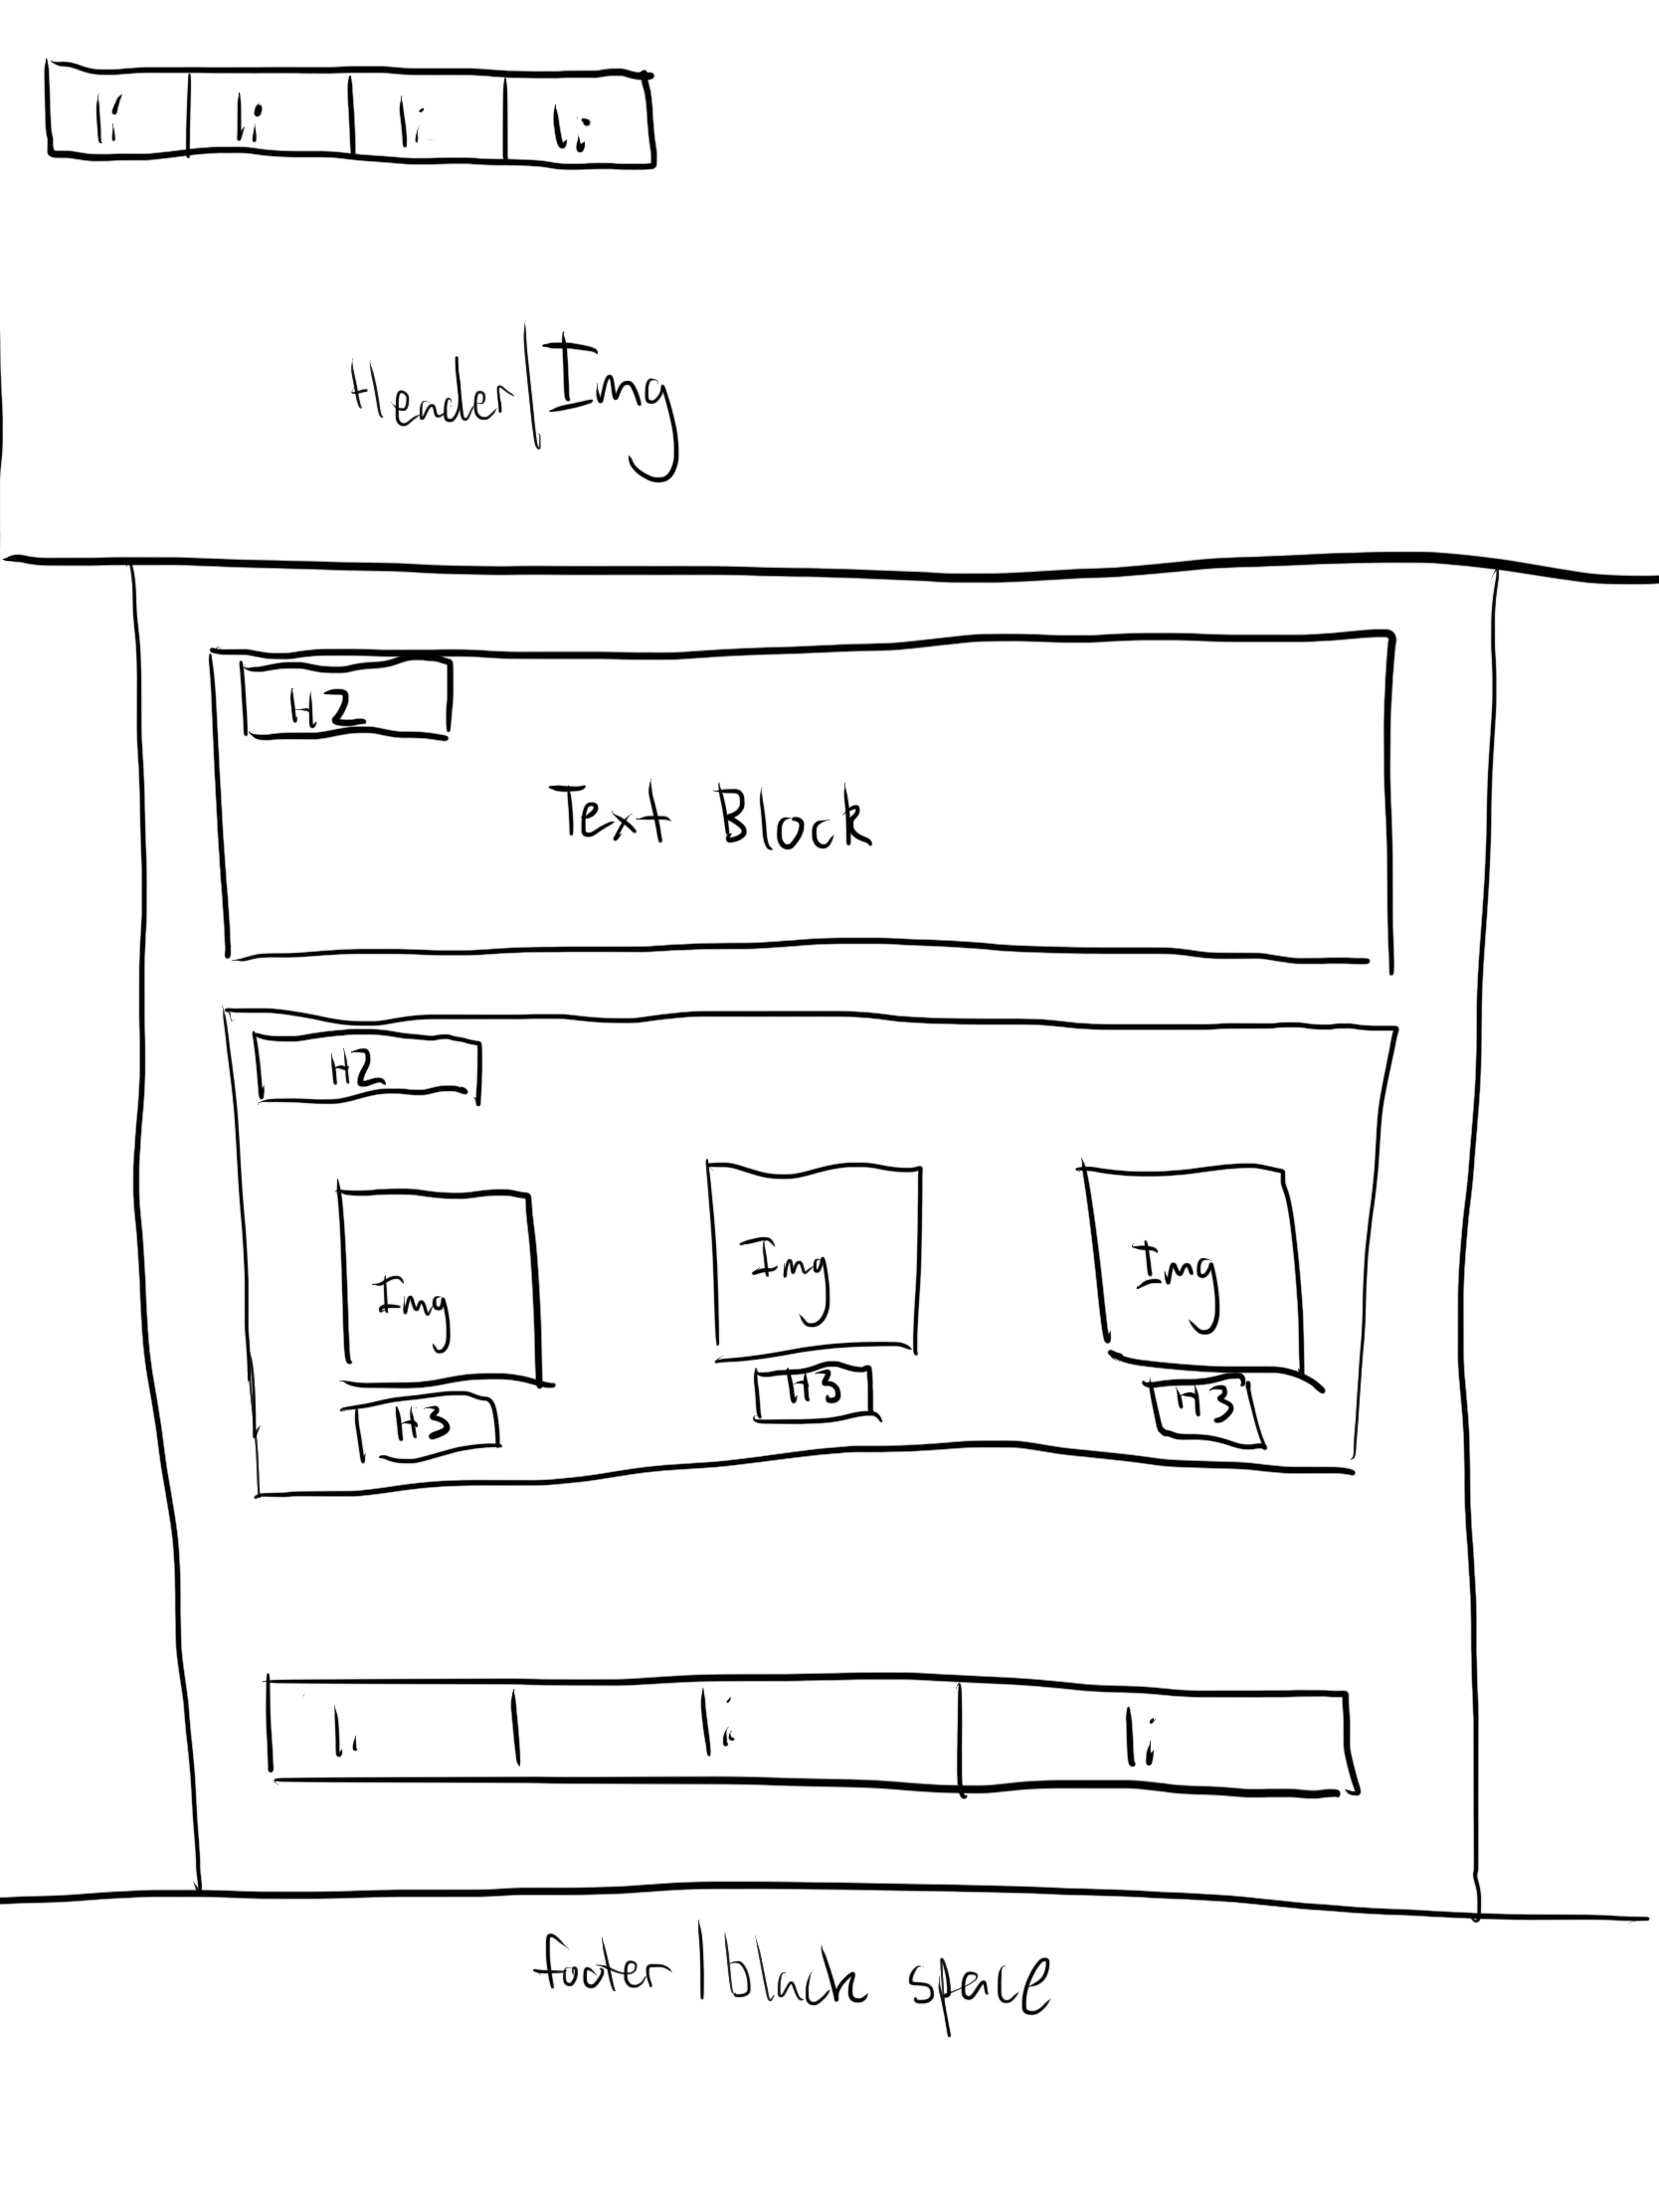 li li li li
Header/Img
H2
Text Block
H2
Img Img Img
H3 H3 H3
li li li
footer | black space